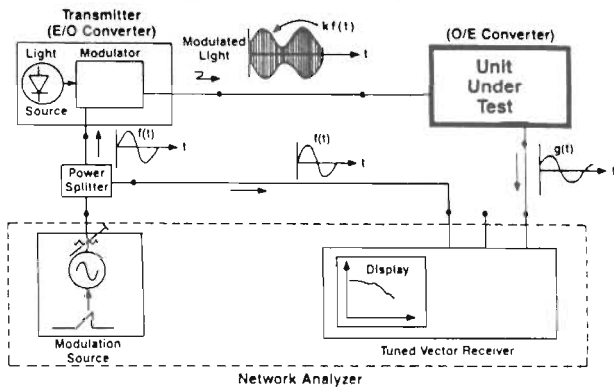 Transmitter
(E/O Converter)
Light
Modulator
Source
Modulated
Light
kf(t)
t
(O/E Converter)
Unit
Under
Test
f(t)
t
f(t)
t
g(t)
t
Power
Splitter
Modulation
Source
Display
Tuned Vector Receiver
Network Analyzer